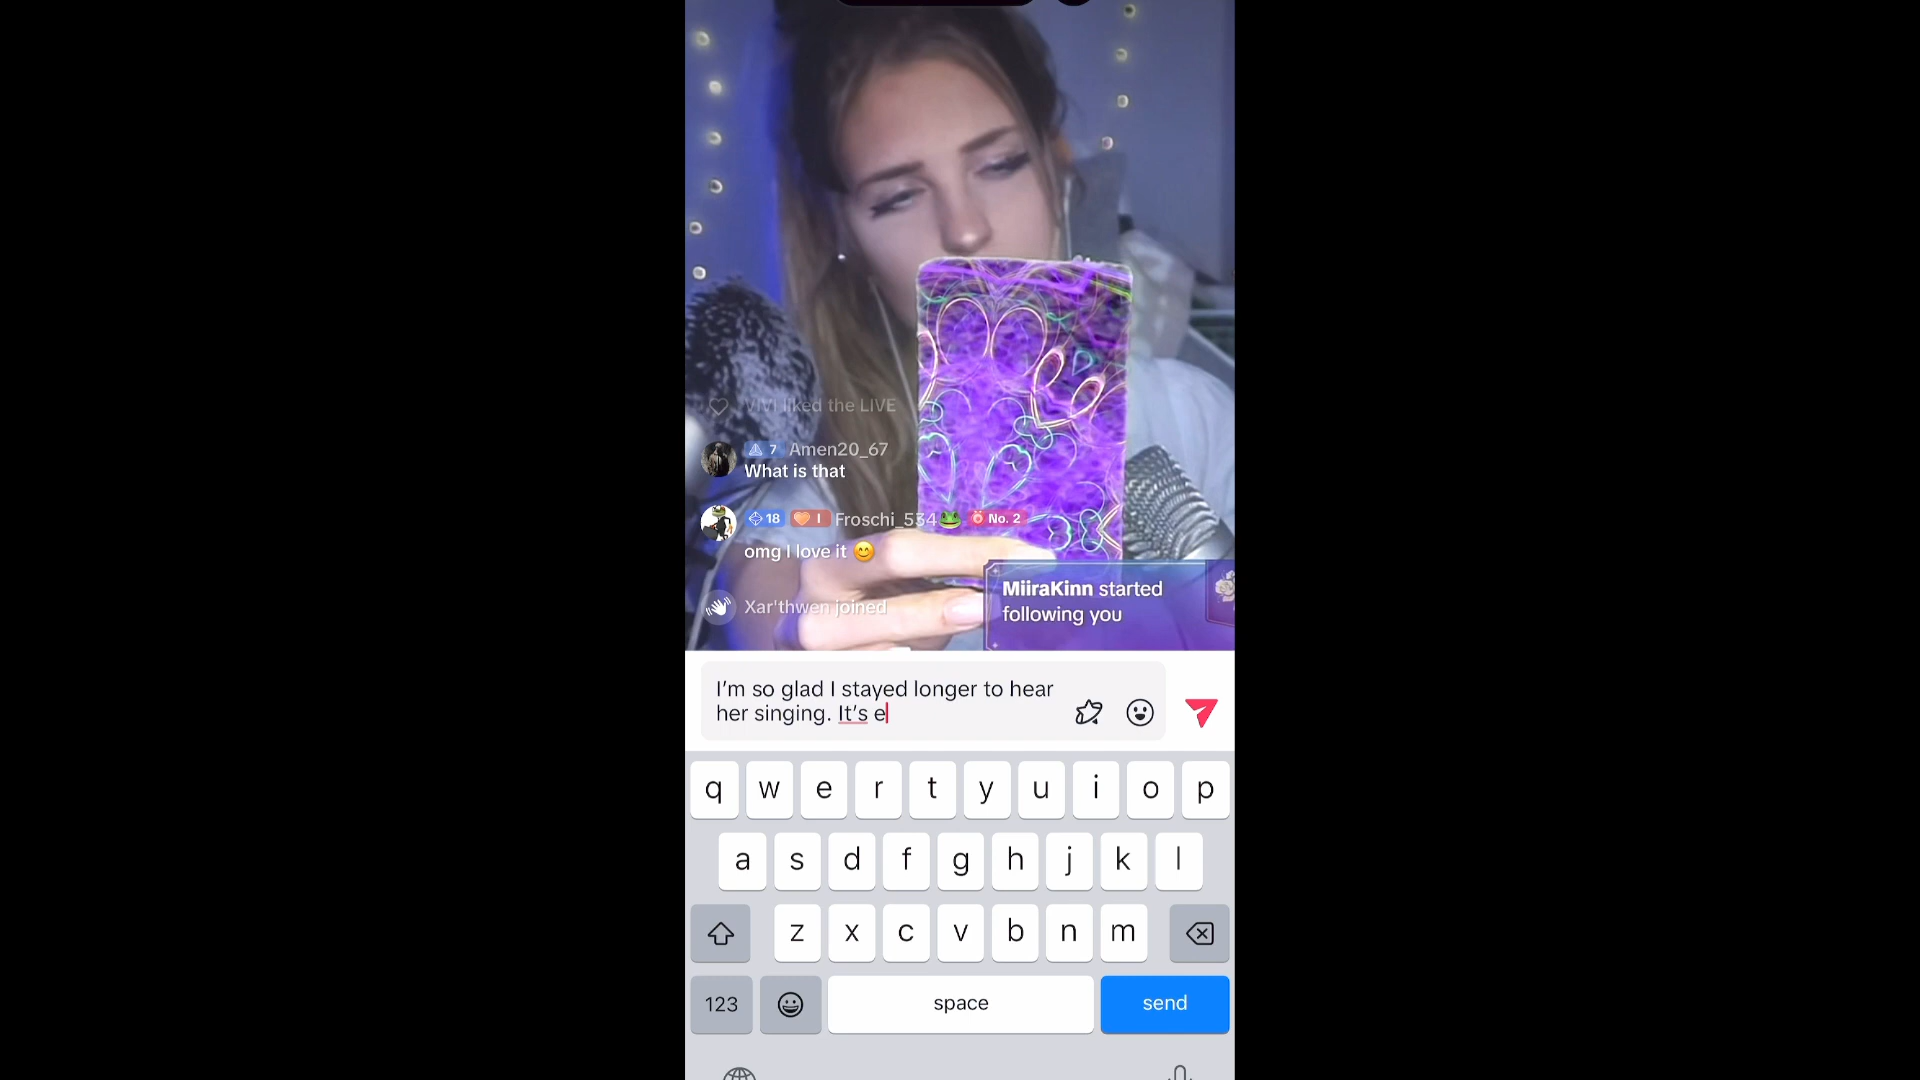 ViVi liked the LIVE
7 Amen20_67
What is that
18 I Froschi_534🐸 No. 2
omg I love it 😊
Xar'thwen joined
MiiraKinn started
following you
I’m so glad I stayed longer to hear
her singing. It’s e
q w e r t y u i o p
a s d f g h j k l
z x c v b n m
123 space send